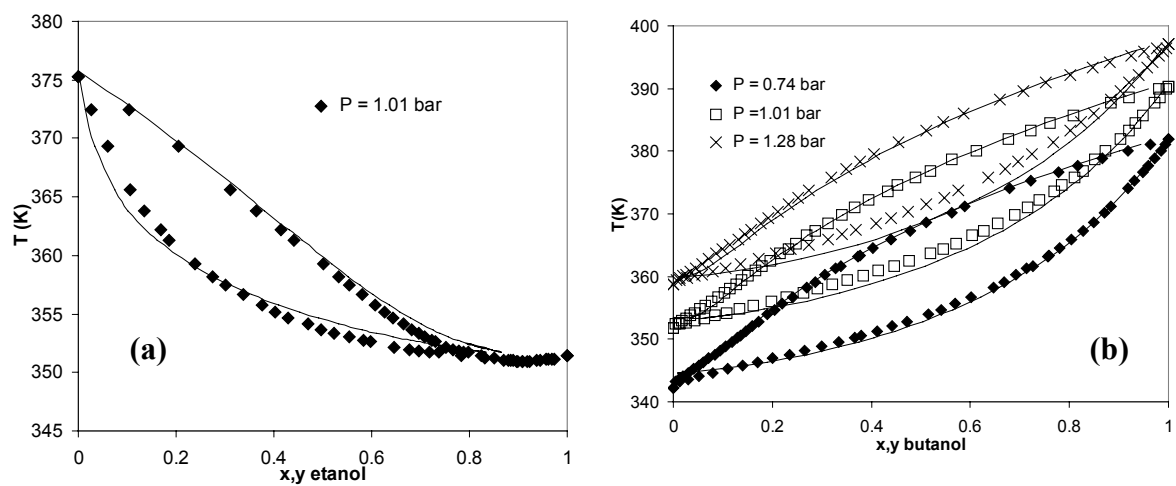 380
375
370
365
360
355
350
345
T (K)
P = 1.01 bar
(a)
0
0.2
0.4
0.6
0.8
1
x,y etanol
400
390
380
370
360
350
340
T(K)
P = 0.74 bar
P =1.01 bar
P = 1.28 bar
(b)
0
0.2
0.4
0.6
0.8
1
x,y butanol